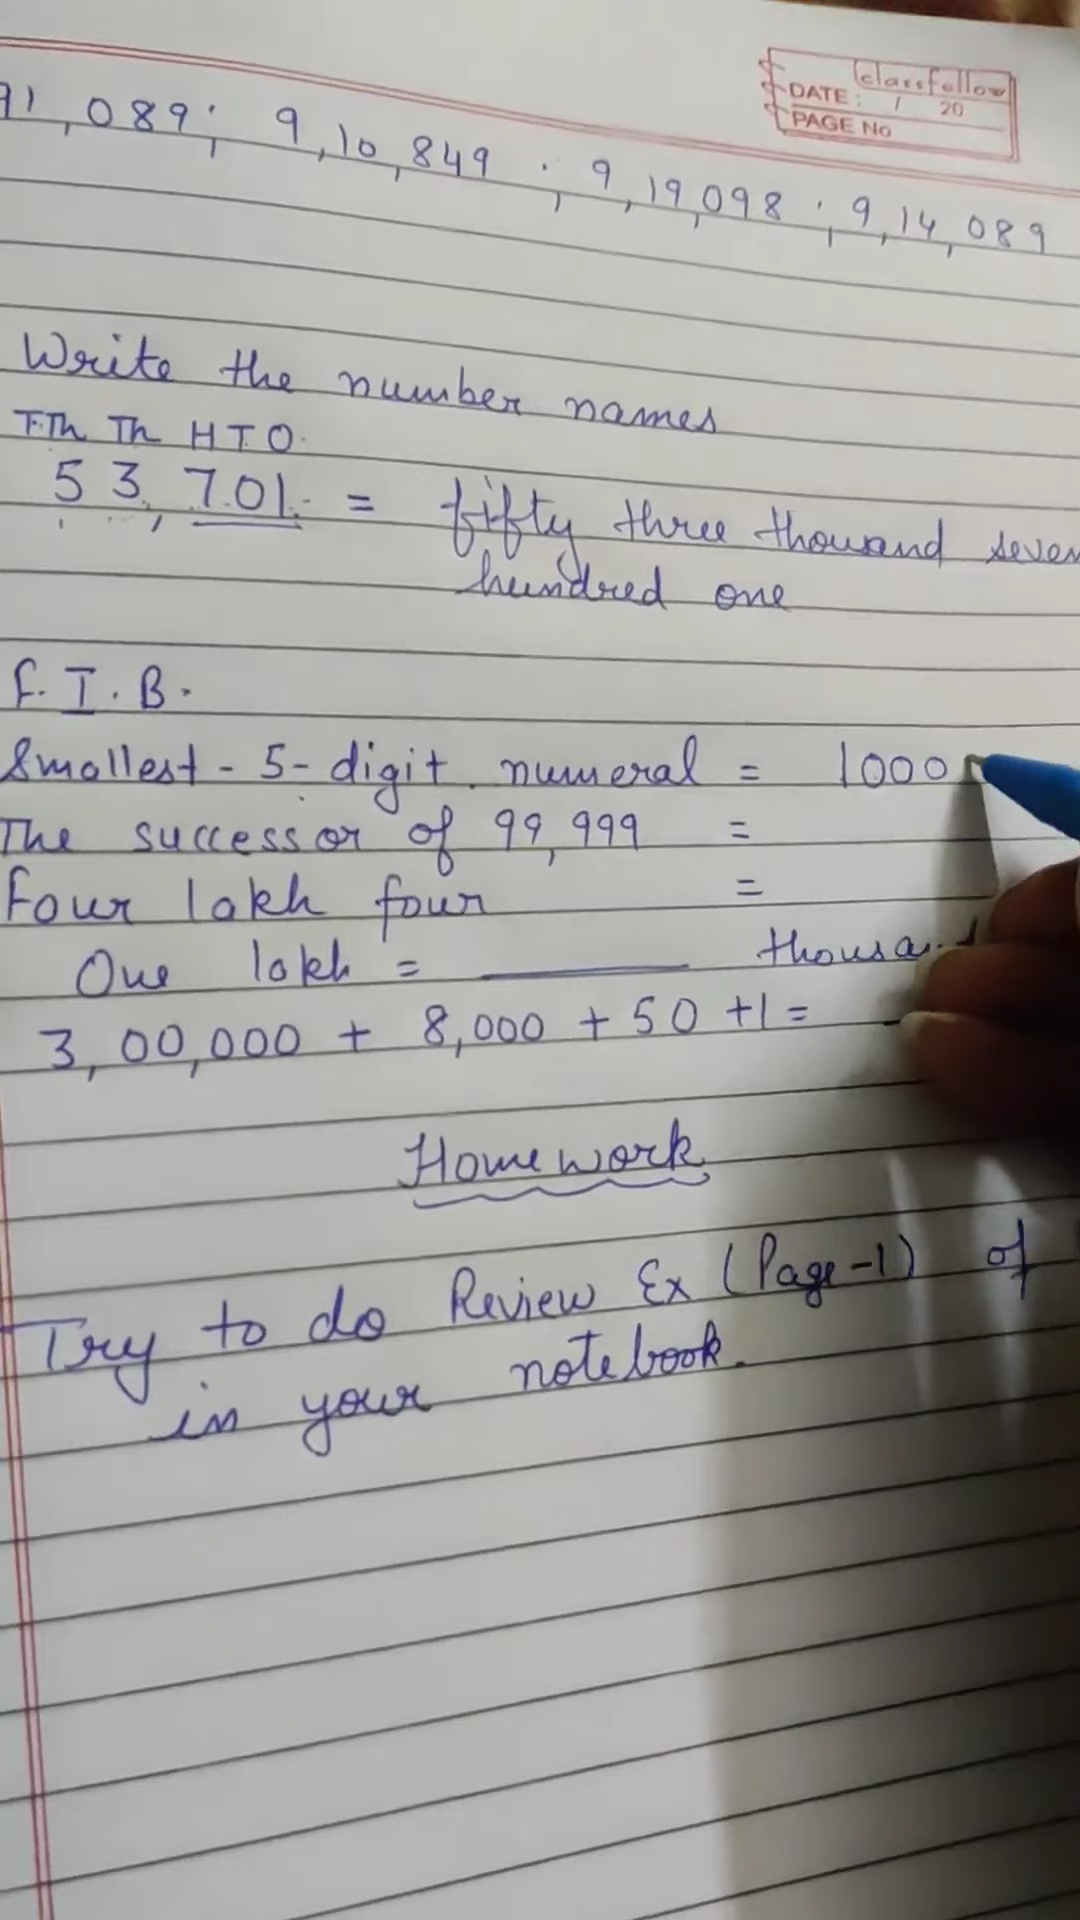 classfellow
DATE: / 20
PAGE No
91,089; 9,10,849; 9,19,098; 9,14,089
Write the number names
T.Th Th H T O
53,701 = fifty three thousand seven
hundred one
F.I.B.
Smallest-5-digit numeral = 1000
The successor of 99,999 =
Four lakh four =
One lakh = ______ thousand
3,00,000 + 8,000 + 50 +1 =
Homework
Try to do Review Ex (Page-1) of
in your notebook.